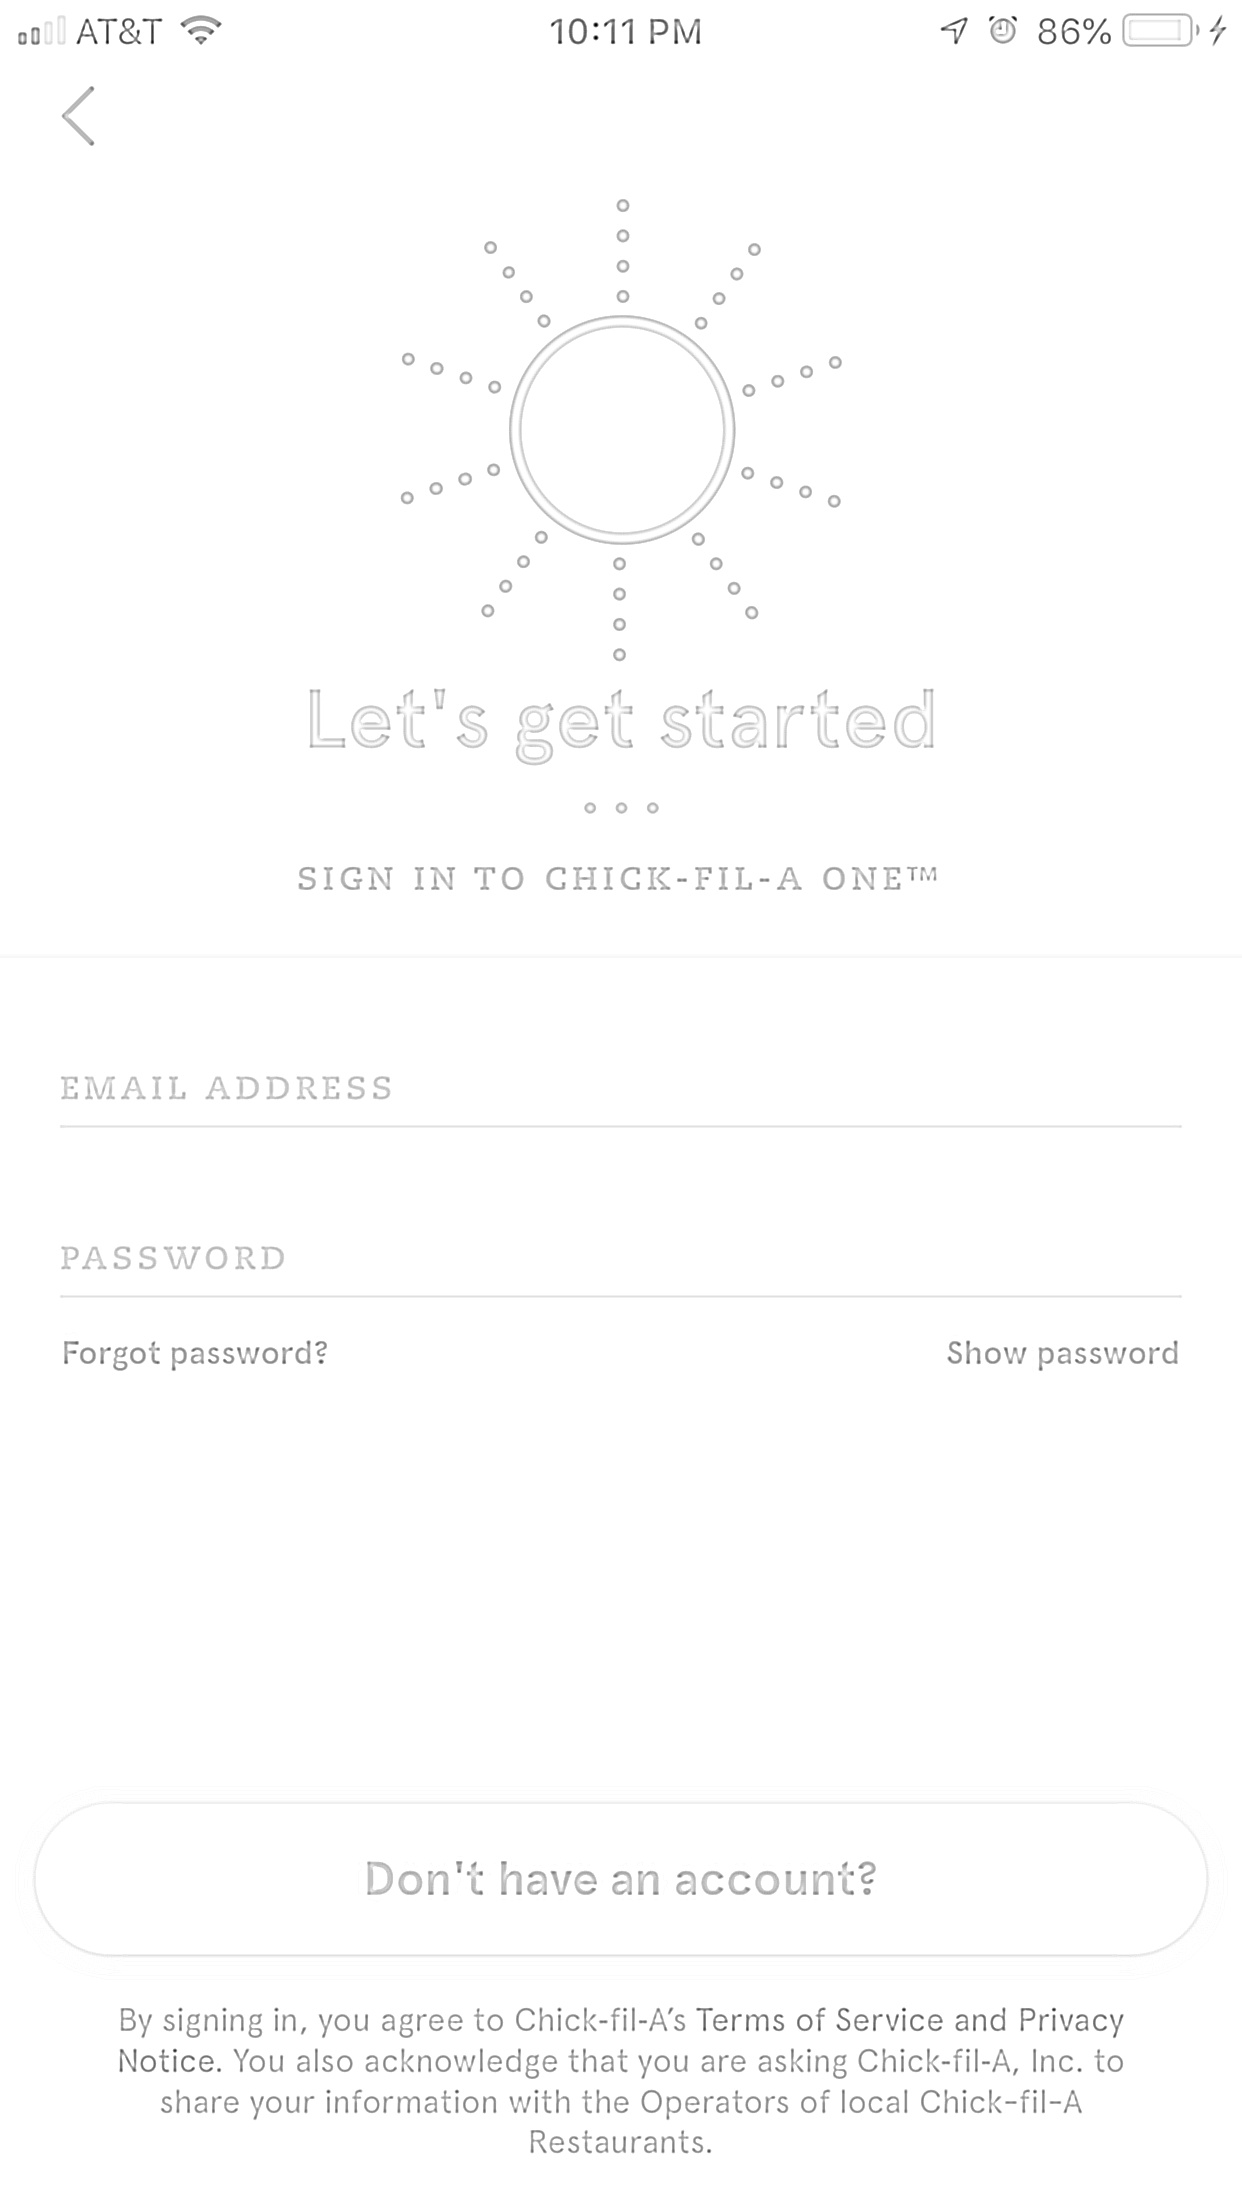 AT&T 10:11 PM 86%
Let's get started
SIGN IN TO CHICK-FIL-A ONE™
EMAIL ADDRESS
PASSWORD
Forgot password? Show password
Don't have an account?
By signing in, you agree to Chick-fil-A’s Terms of Service and Privacy
Notice. You also acknowledge that you are asking Chick-fil-A, Inc. to
share your information with the Operators of local Chick-fil-A
Restaurants.